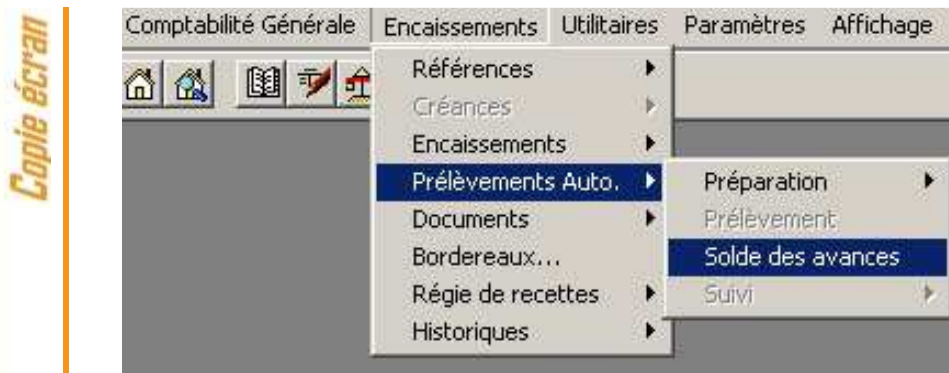 Copie écran
Comptabilité Générale Encaissements Utilitaires Paramètres Affichage
Références
Créances
Encaissements
Prélèvements Auto.
Documents
Bordereaux...
Régie de recettes
Historiques
Préparation
Prélèvement
Solde des avances
Suivi